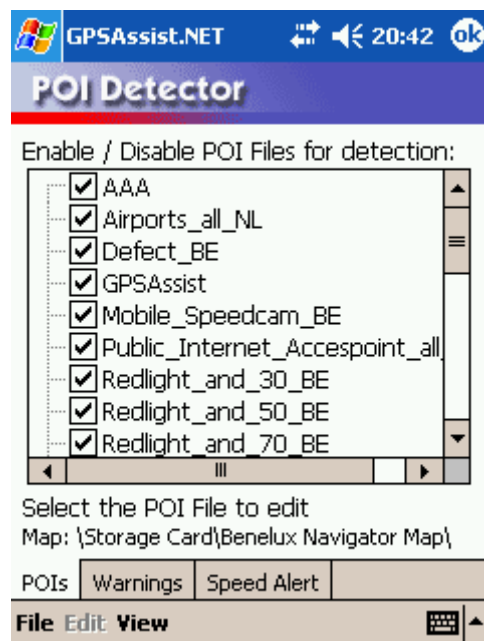 GPSAssist.NET 20:42 ok
POI Detector
Enable / Disable POI Files for detection:
AAA
Airports_all_NL
Defect_BE
GPSAssist
Mobile_Speedcam_BE
Public_Internet_Accespoint_all_
Redlight_and_30_BE
Redlight_and_50_BE
Redlight_and_70_BE
Select the POI File to edit
Map: \Storage Card\Benelux Navigator Map\
POIs Warnings Speed Alert
File Edit View